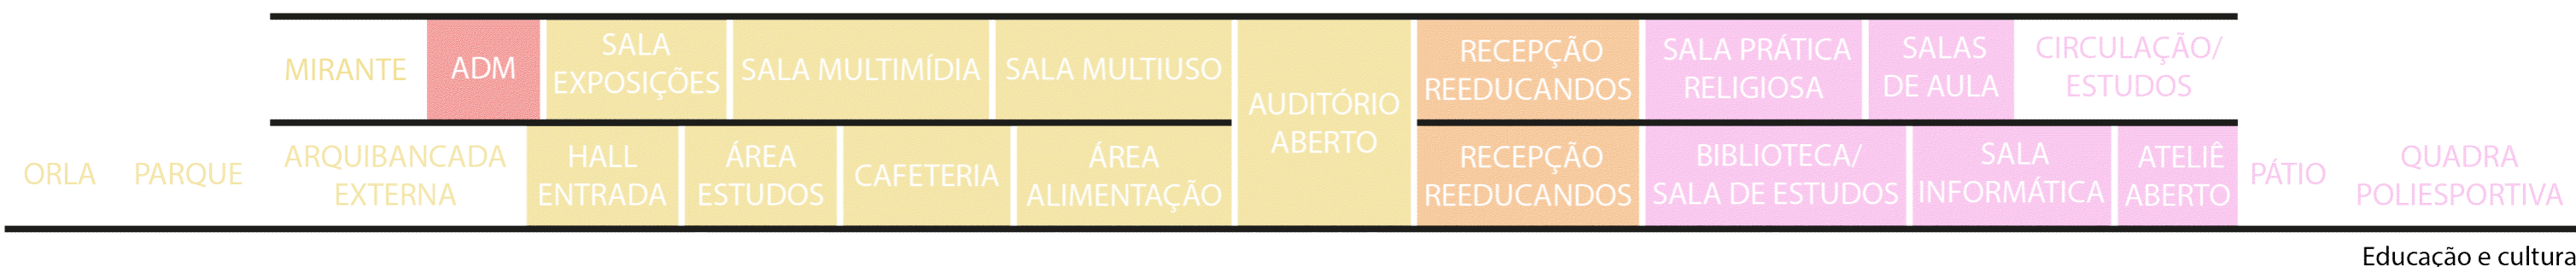 MIRANTE
ADM
SALA
EXPOSIÇÕES
SALA MULTIMÍDIA
SALA MULTIUSO
AUDITÓRIO
ABERTO
RECEPÇÃO
REEDUCANDOS
SALA PRÁTICA
RELIGIOSA
SALAS
DE AULA
CIRCULAÇÃO/
ESTUDOS
ORLA
PARQUE
ARQUIBANCADA
EXTERNA
HALL
ENTRADA
ÁREA
ESTUDOS
CAFETERIA
ÁREA
ALIMENTAÇÃO
RECEPÇÃO
REEDUCANDOS
BIBLIOTECA/
SALA DE ESTUDOS
SALA
INFORMÁTICA
ATELIÊ
ABERTO
PÁTIO
QUADRA
POLIESPORTIVA
Educação e cultura